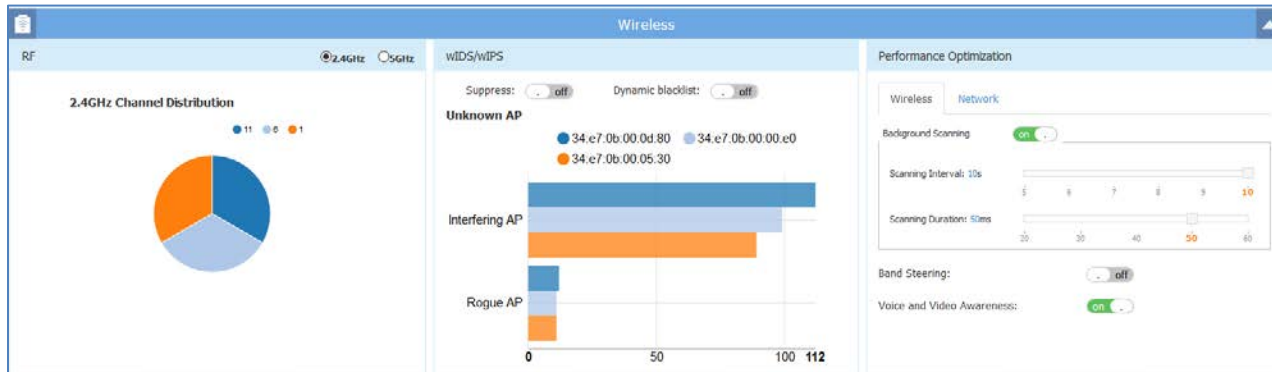 Wireless
RF
2.4GHz 5GHz
2.4GHz Channel Distribution
11 6 1
wIDS/wIPS
Suppress: off Dynamic blacklist: off
Unknown AP
34:e7:0b:00:0d:80 34:e7:0b:00:00:e0
34:e7:0b:00:05:30
Interfering AP
Rogue AP
0 50 100 112
Performance Optimization
Wireless Network
Background Scanning on
Scanning Interval: 10s
5 6 7 8 9 10
Scanning Duration: 50ms
20 30 40 50 60
Band Steering: off
Voice and Video Awareness: on